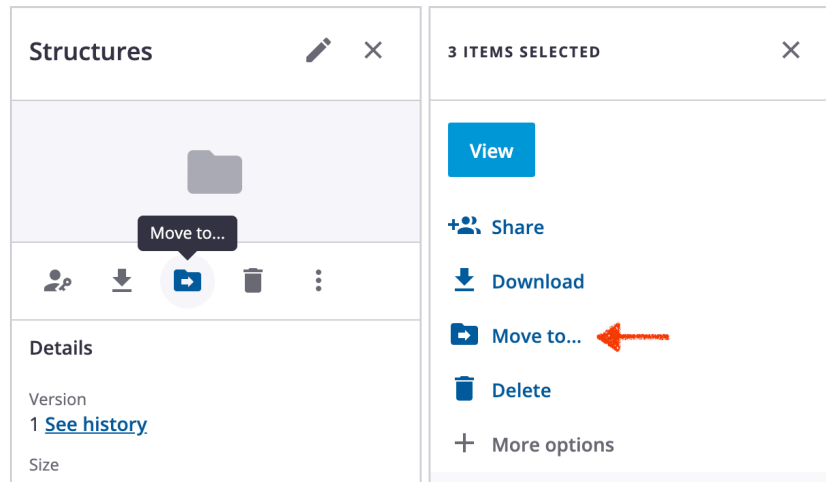 Structures
Move to...
Details
Version
1 See history
Size
3 ITEMS SELECTED
View
Share
Download
Move to...
Delete
More options